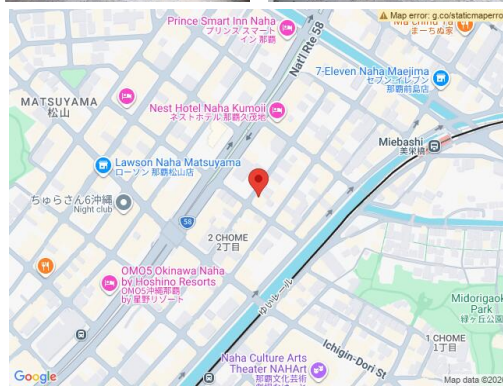 Map error: g.co/staticmaperro
Prince Smart Inn Naha
プリンス スマート
イン 那覇
Nat'l Rte 58
まーちぬ家
7-Eleven Naha Maejima
セブン-イレブン
那覇前島店
MATSUYAMA
松山
Nest Hotel Naha Kumoji
ネストホテル 那覇久茂地
Miebashi
美栄橋
Lawson Naha Matsuyama
ローソン 那覇松山店
ちゅらさん6沖縄
Night club
58
2 CHOME
2丁目
OMO5 Okinawa Naha
by Hoshino Resorts
OMO5沖縄那覇
by 星野リゾート
ゆいレール
Midorigaok
Park
緑ヶ丘公園
1 CHOME
1丁目
Ichigin-Dori St
Naha Culture Arts
Theater NAHArt
那覇文化芸術
Google
Map data ©202